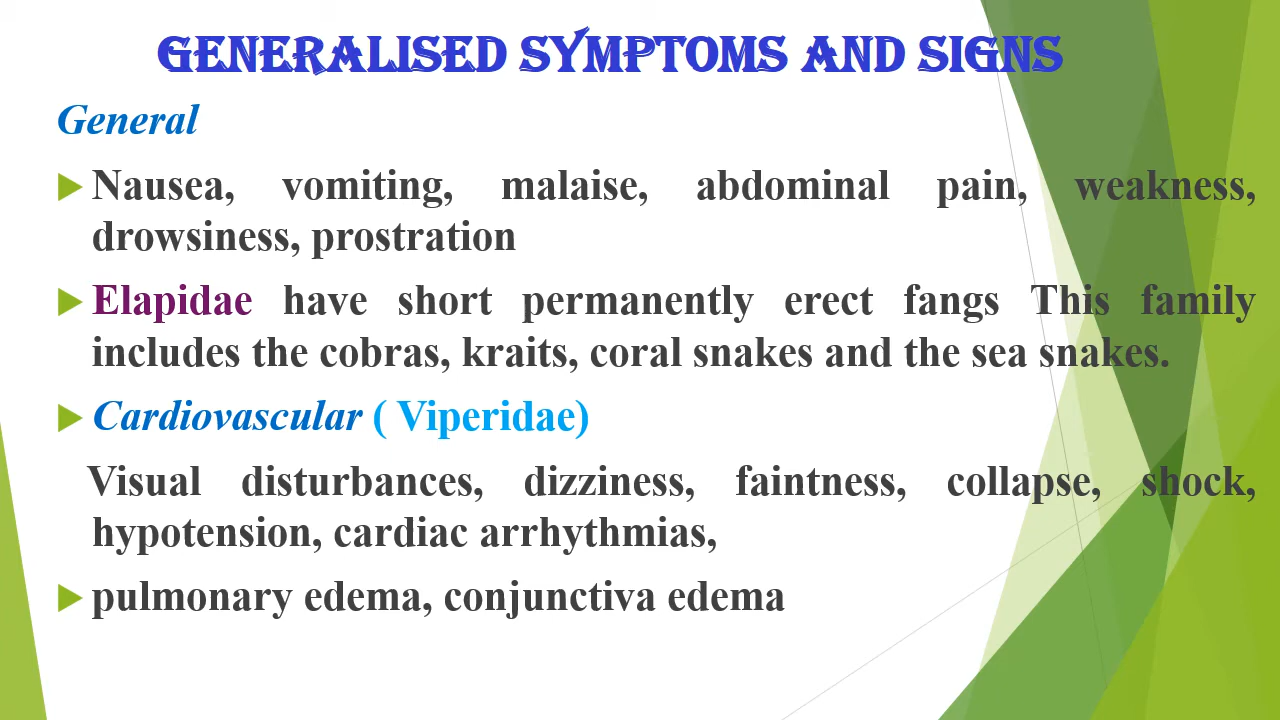 GENERALISED SYMPTOMS AND SIGNS
General
Nausea, vomiting, malaise, abdominal pain, weakness,
drowsiness, prostration
Elapidae have short permanently erect fangs This family
includes the cobras, kraits, coral snakes and the sea snakes.
Cardiovascular ( Viperidae)
Visual disturbances, dizziness, faintness, collapse, shock,
hypotension, cardiac arrhythmias,
pulmonary edema, conjunctiva edema